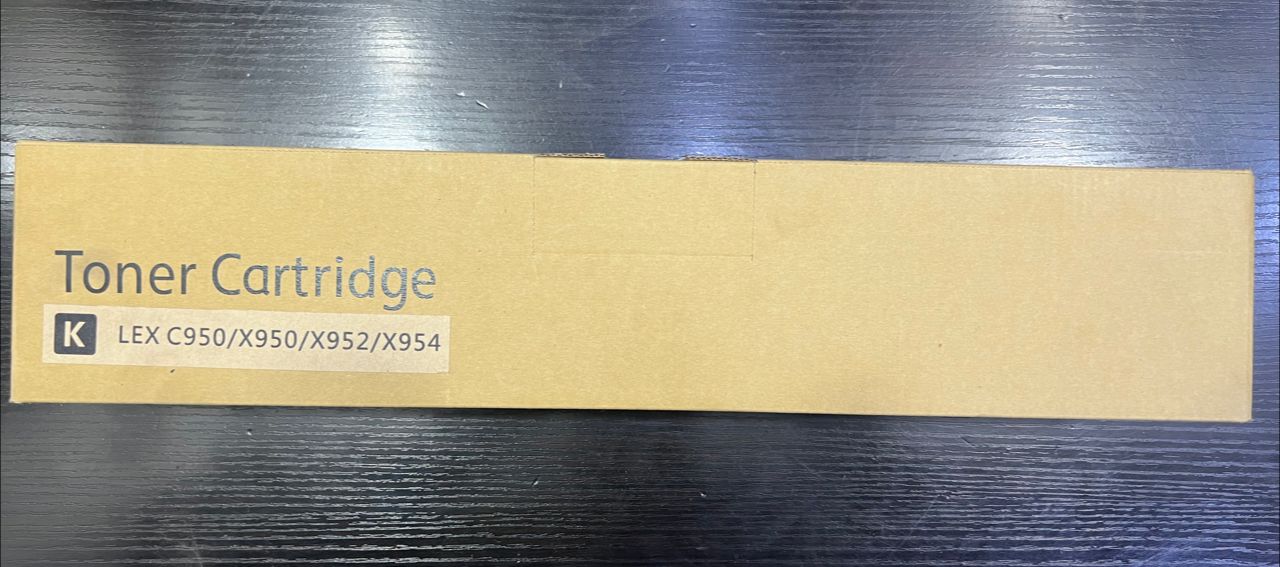 Toner Cartridge
K LEX C950/X950/X952/X954